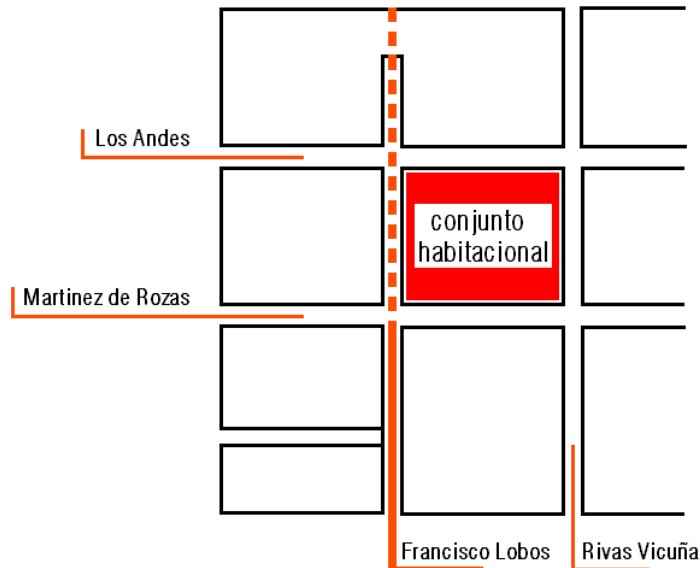 Los Andes
conjunto
habitacional
Martinez de Rozas
Francisco Lobos
Rivas Vicuña